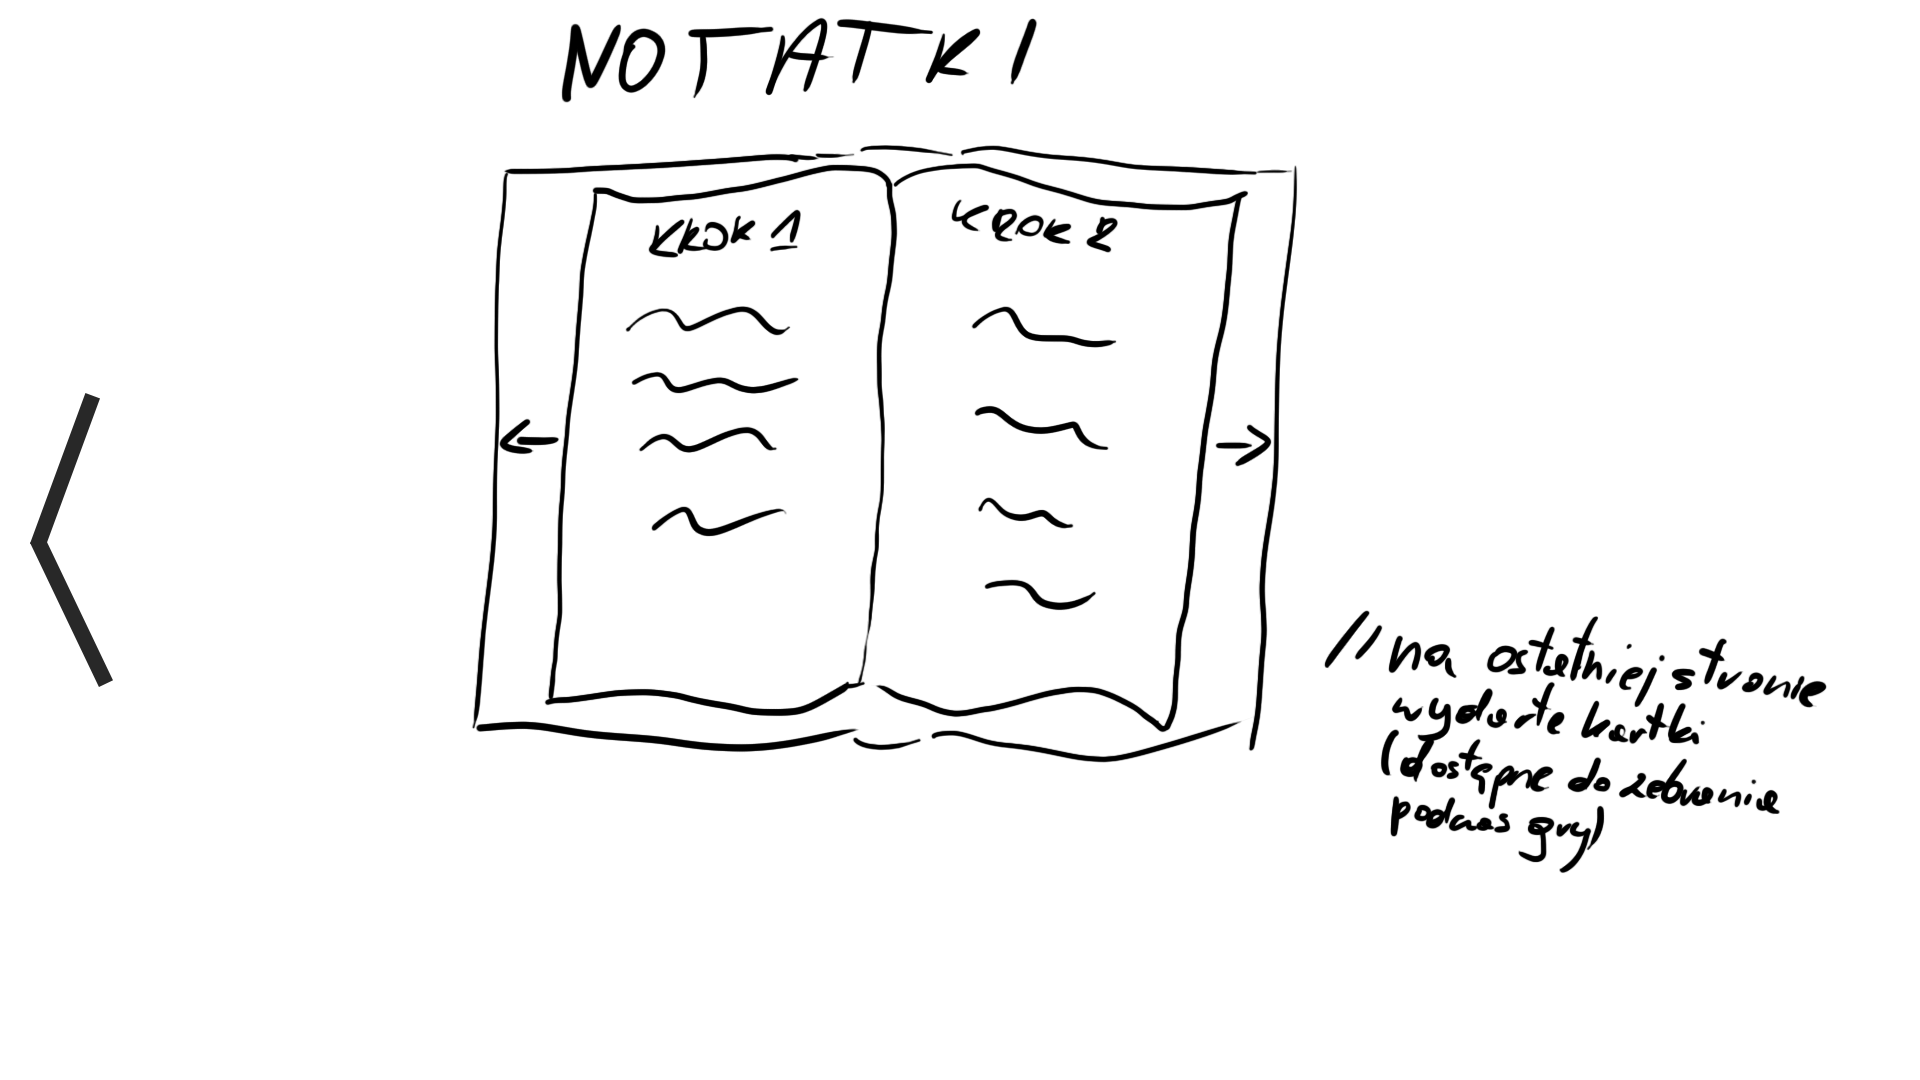 NOTATKI
KROK 1
KROK 2
// na ostatniej stronie
wydarte kartki
(dostępne do zebrania
podczas gry)